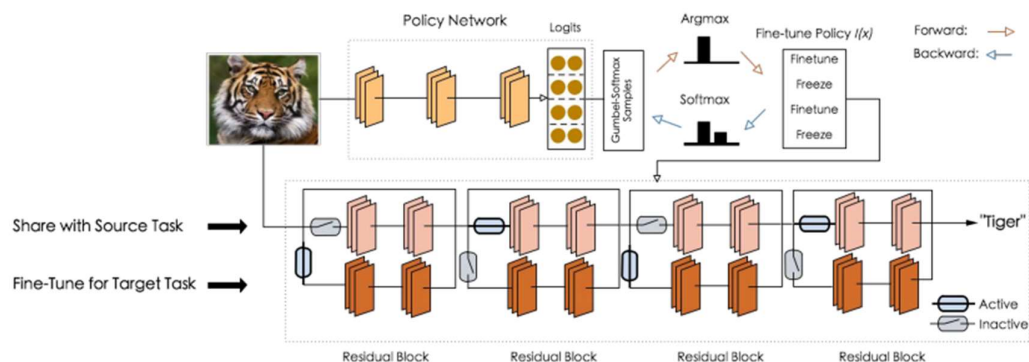 Policy Network
Logits
Gumbel-Softmax
Samples
Argmax
Softmax
Fine-tune Policy I(x)
Finetune
Freeze
Finetune
Freeze
Forward:
Backward:
Share with Source Task
Fine-Tune for Target Task
"Tiger"
Active
Inactive
Residual Block
Residual Block
Residual Block
Residual Block